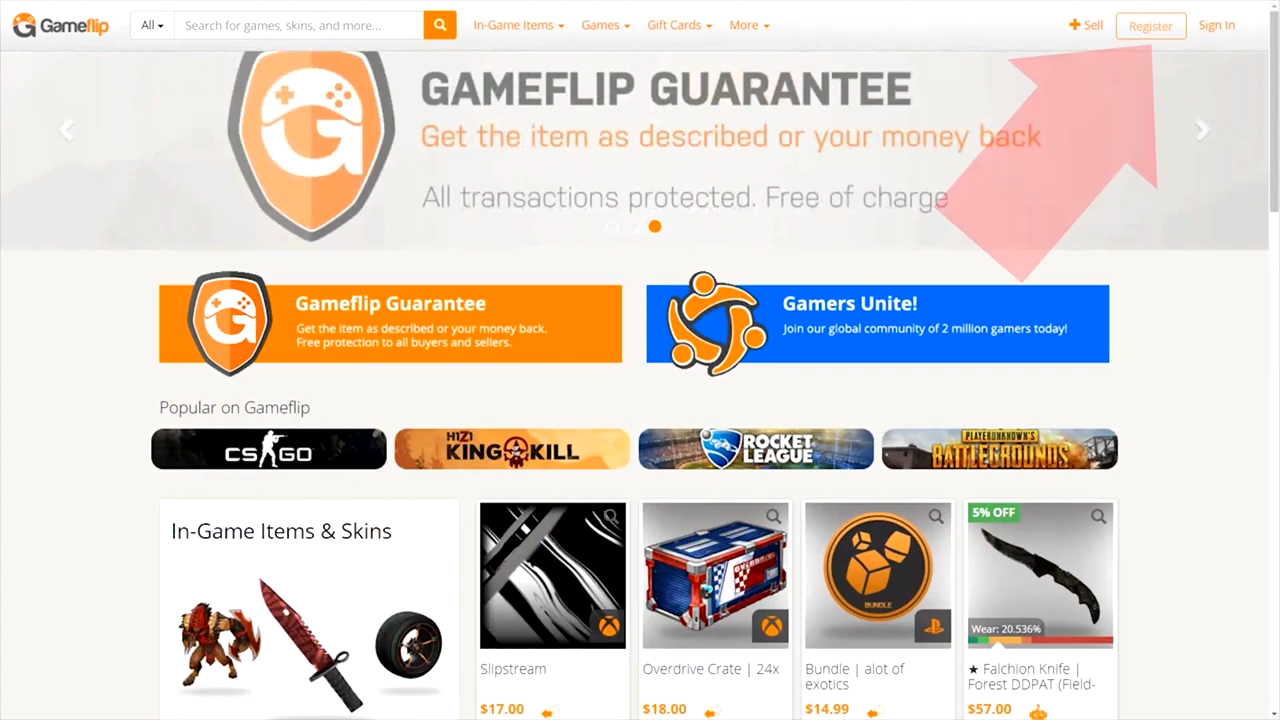 Gameflip
All
Search for games, skins, and more...
In-Game Items
Games
Gift Cards
More
Sell
Register
Sign In
GAMEFLIP GUARANTEE
Get the item as described or your money back
All transactions protected. Free of charge
Gameflip Guarantee
Get the item as described or your money back.
Free protection to all buyers and sellers.
Gamers Unite!
Join our global community of 2 million gamers today!
Popular on Gameflip
CS GO
H1Z1
KING KILL
ROCKET
LEAGUE
PLAYERUNKNOWN'S
BATTLEGROUNDS
In-Game Items & Skins
Slipstream
$17.00
OVERDRIVE
Overdrive Crate | 24x
$18.00
BUNDLE
Bundle | alot of
exotics
$14.99
5% OFF
Wear: 20.536%
★ Falchion Knife |
Forest DDPAT (Field-
$57.00